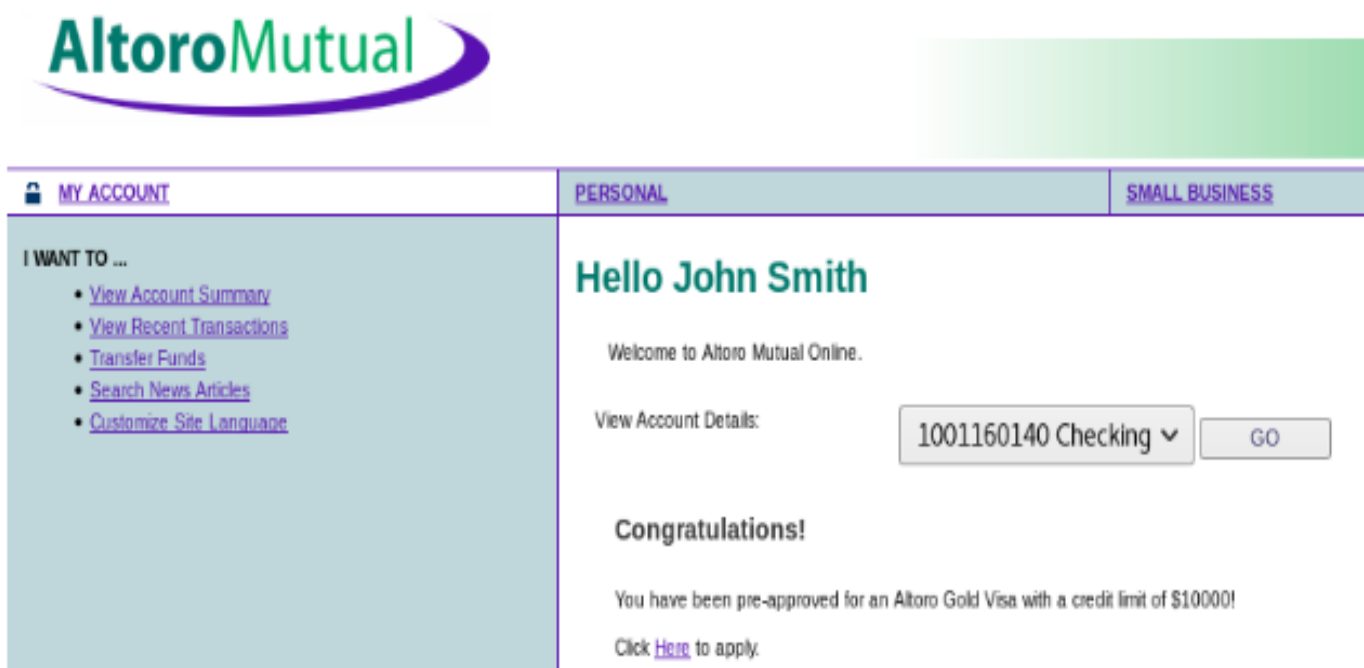 AltoroMutual
MY ACCOUNT
PERSONAL
SMALL BUSINESS
I WANT TO ...
• View Account Summary
• View Recent Transactions
• Transfer Funds
• Search News Articles
• Customize Site Language
Hello John Smith
Welcome to Altoro Mutual Online.
View Account Details:
1001160140 Checking
GO
Congratulations!
You have been pre-approved for an Altoro Gold Visa with a credit limit of $10000!
Click Here to apply.